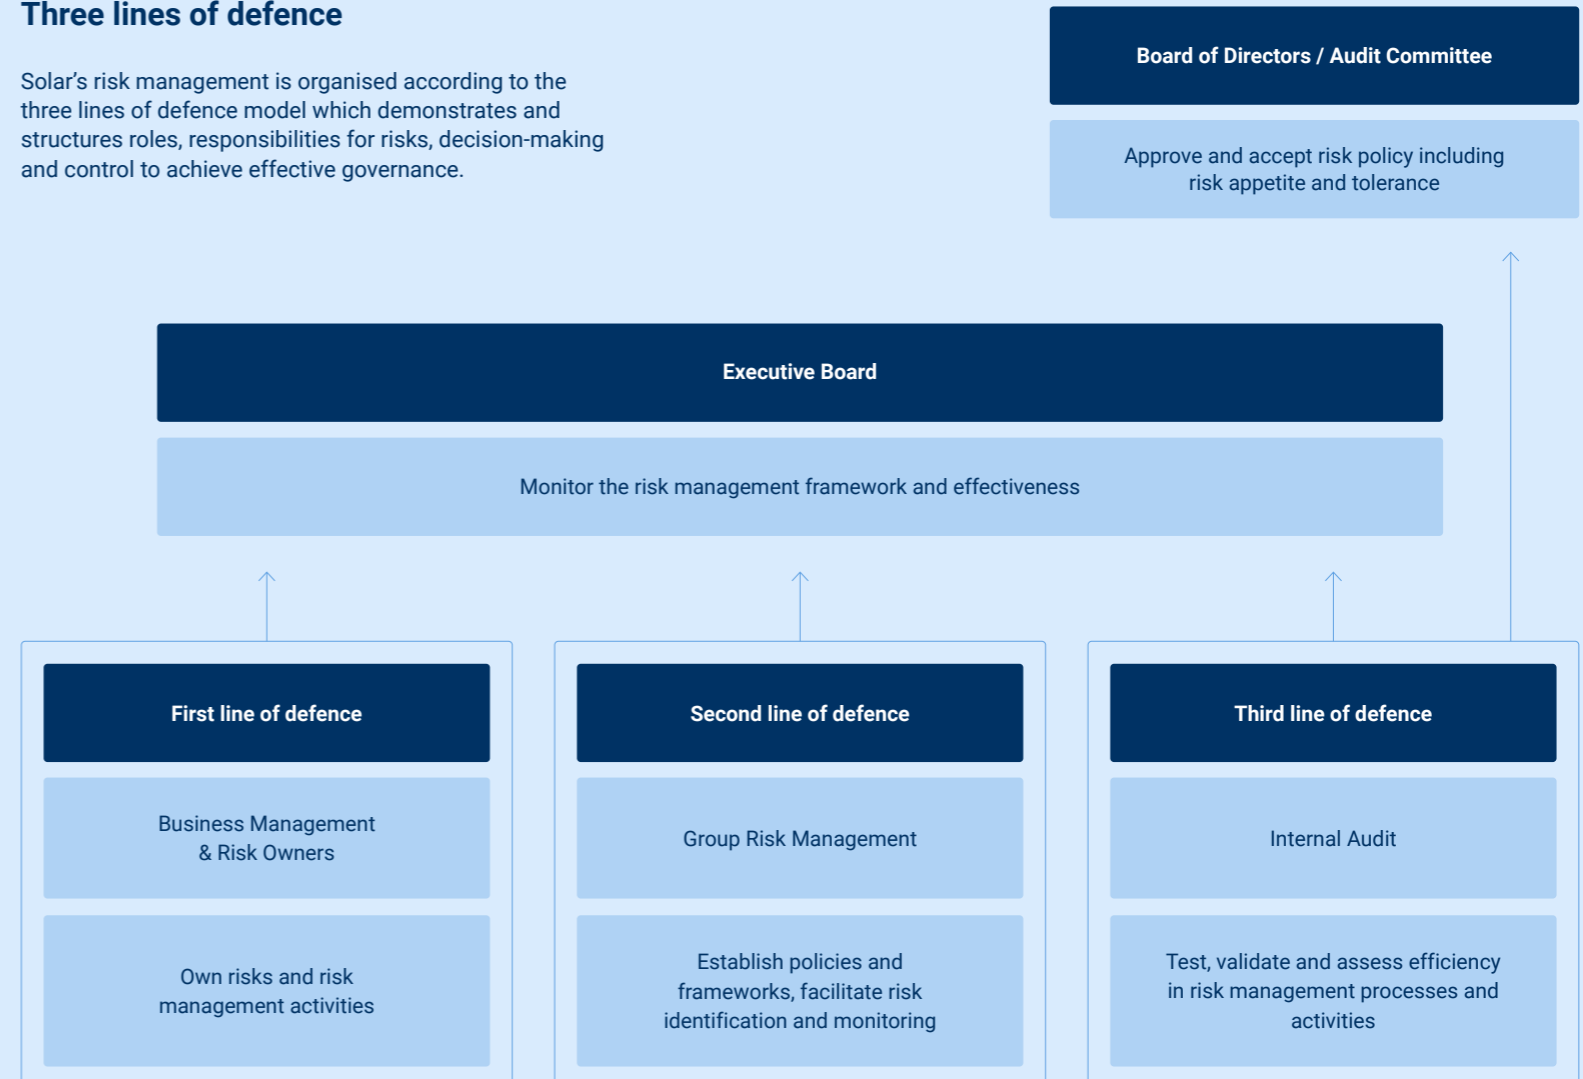 Three lines of defence
Solar’s risk management is organised according to the
three lines of defence model which demonstrates and
structures roles, responsibilities for risks, decision-making
and control to achieve effective governance.
Board of Directors / Audit Committee
Approve and accept risk policy including
risk appetite and tolerance
Executive Board
Monitor the risk management framework and effectiveness
First line of defence
Business Management
& Risk Owners
Own risks and risk
management activities
Second line of defence
Group Risk Management
Establish policies and
frameworks, facilitate risk
identification and monitoring
Third line of defence
Internal Audit
Test, validate and assess efficiency
in risk management processes and
activities